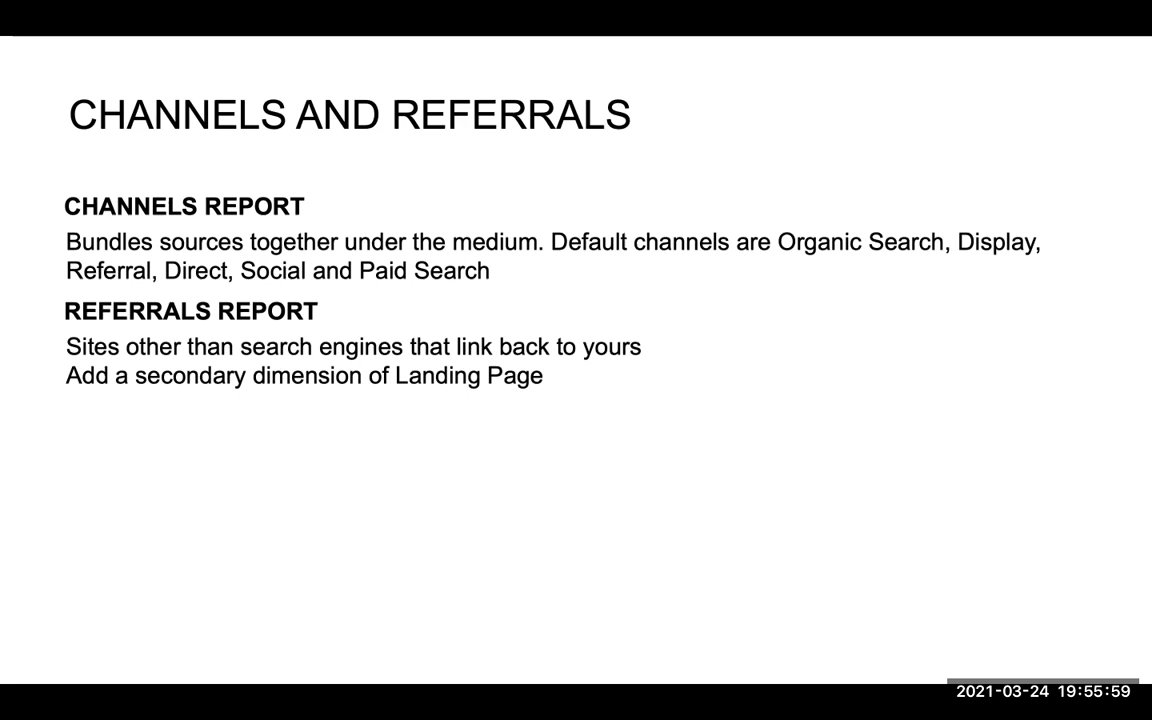 CHANNELS AND REFERRALS
CHANNELS REPORT
Bundles sources together under the medium. Default channels are Organic Search, Display,
Referral, Direct, Social and Paid Search
REFERRALS REPORT
Sites other than search engines that link back to yours
Add a secondary dimension of Landing Page
2021-03-24 19:55:59